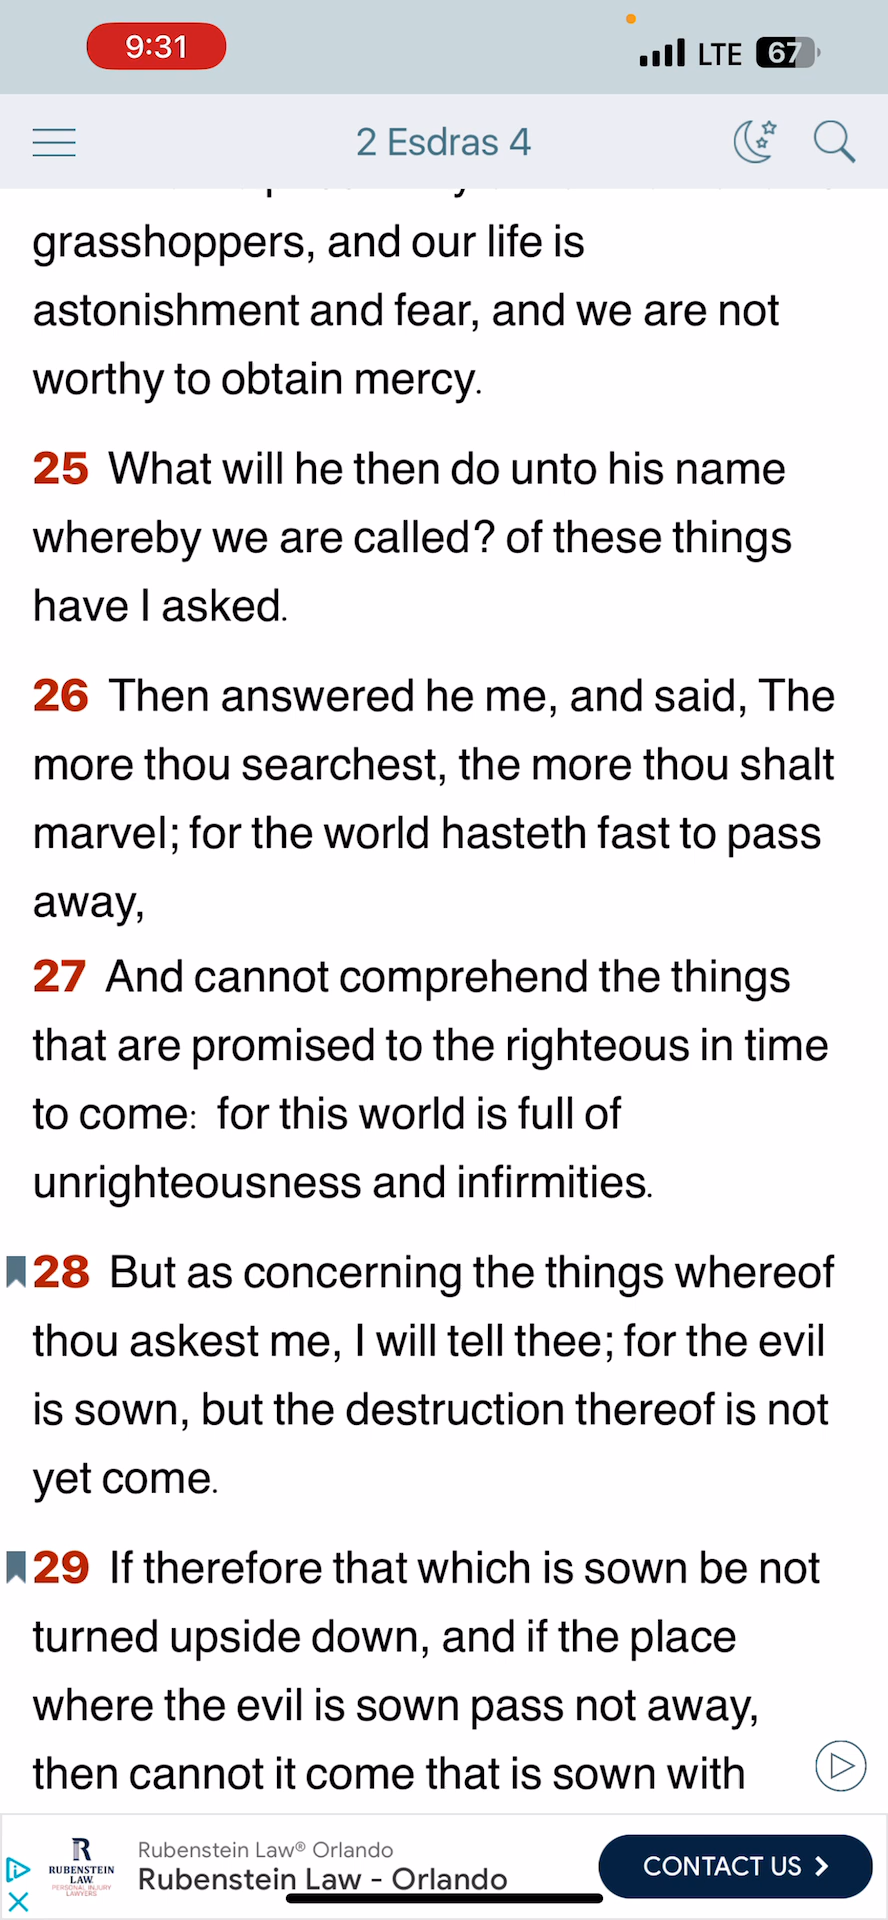 9:31
LTE 67
2 Esdras 4
grasshoppers, and our life is
astonishment and fear, and we are not
worthy to obtain mercy.
25 What will he then do unto his name
whereby we are called? of these things
have I asked.
26 Then answered he me, and said, The
more thou searchest, the more thou shalt
marvel; for the world hasteth fast to pass
away,
27 And cannot comprehend the things
that are promised to the righteous in time
to come: for this world is full of
unrighteousness and infirmities.
28 But as concerning the things whereof
thou askest me, I will tell thee; for the evil
is sown, but the destruction thereof is not
yet come.
29 If therefore that which is sown be not
turned upside down, and if the place
where the evil is sown pass not away,
then cannot it come that is sown with
R
RUBENSTEIN
LAW
PERSONAL INJURY
LAWYERS
Rubenstein Law® Orlando
Rubenstein Law - Orlando
CONTACT US